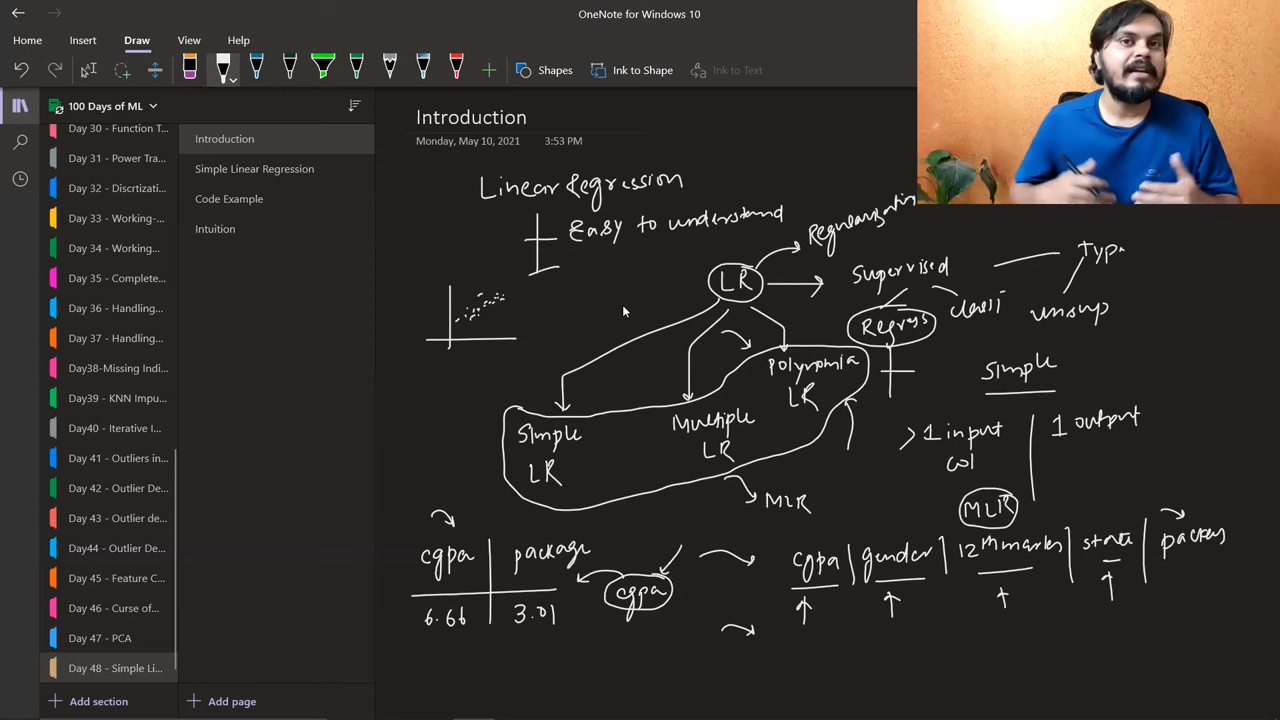 OneNote for Windows 10
Home Insert Draw View Help
Shapes Ink to Shape Ink to Text
100 Days of ML
Day 30 - Function T...
Day 31 - Power Tra...
Day 32 - Discrtizati...
Day 33 - Working-...
Day 34 - Working...
Day 35 - Complete...
Day 36 - Handling...
Day 37 - Handling...
Day38-Missing Indi...
Day39 - KNN Impu...
Day40 - Iterative I...
Day 41 - Outliers in...
Day 42 - Outlier De...
Day 43 - Outlier de...
Day44 - Outlier De...
Day 45 - Feature C...
Day 46 - Curse of...
Day 47 - PCA
Day 48 - Simple Li...
Add section
Introduction
Simple Linear Regression
Code Example
Intuition
Add page
Introduction
Monday, May 10, 2021 3:53 PM
Linear Regression
Easy to understand
LR
Supervised
Regress
classi
unsup
Simple
LR
Multiple
LR
Polynomia
LR
MLR
Simple
>1 input
col
1 output
MLR
cgpa package
6.66 3.01
cgpa
cgpa gender 12th marks state